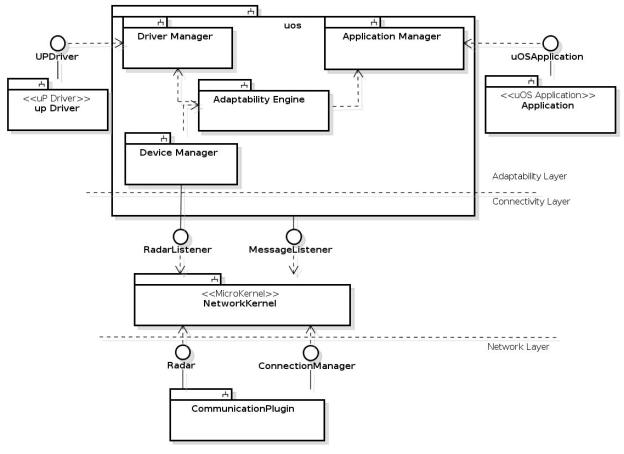 uos
Driver Manager
Application Manager
UPDriver
uOSApplication
<<uP Driver>>
up Driver
Adaptability Engine
<<uOS Application>>
Application
Device Manager
Adaptability Layer
Connectivity Layer
RadarListener
MessageListener
<<MicroKernel>>
NetworkKernel
Network Layer
Radar
ConnectionManager
CommunicationPlugin